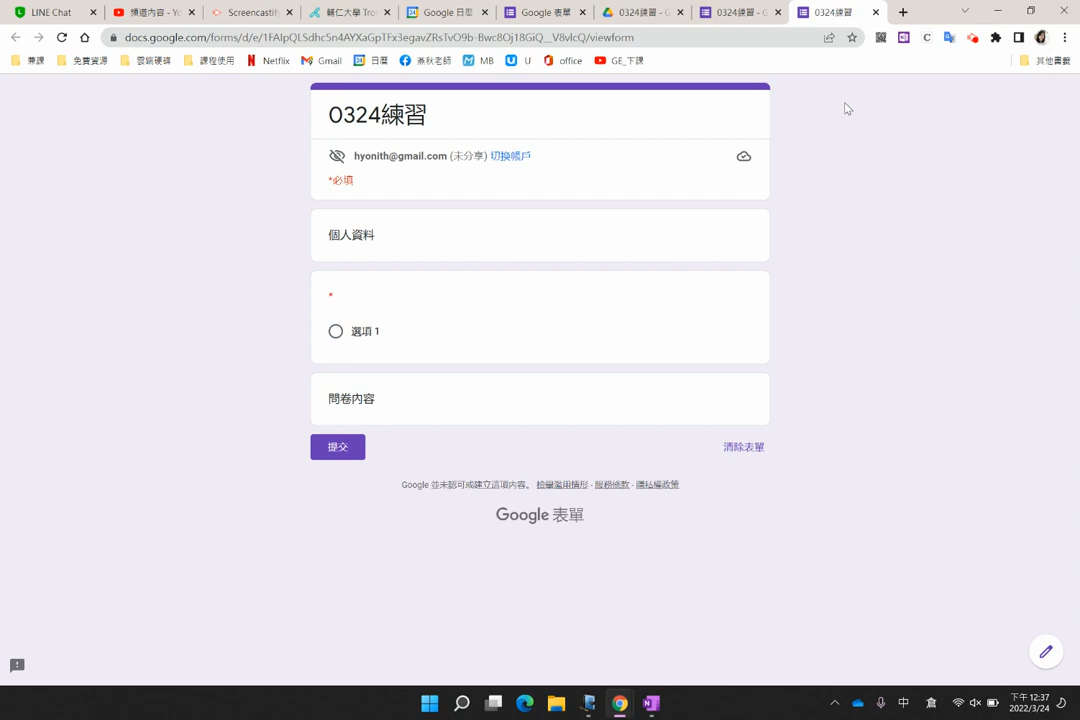 LINE Chat
頻道內容 - Yo
Screencastif
輔仁大學 Tro
Google 日曆
Google 表單
0324練習 - G
0324練習 - G
0324練習
docs.google.com/forms/d/e/1FAIpQLSdhc5n4AYXaGpTFx3egavZRsTvO9b-Bwc8Oj18GiQ__V8vlcQ/viewform
兼課
免費資源
雲端硬碟
課程使用
Netflix
Gmail
日曆
MB
U
office
GE_下課
其他書籤
0324練習
hyonith@gmail.com (未分享) 切換帳戶
*必填
個人資料
*
選項 1
問卷內容
提交
清除表單
Google 並未認可或建立這項內容。 檢舉濫用情形 - 服務條款 - 隱私權政策
Google 表單
中
倉
下午 12:37
2022/3/24